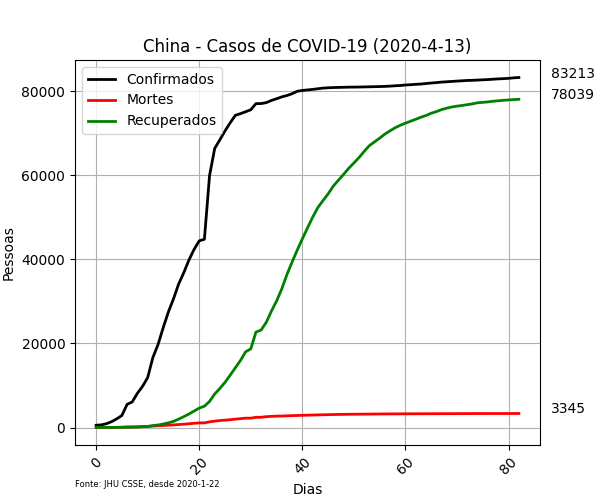 China - Casos de COVID-19 (2020-4-13)
Confirmados
Mortes
Recuperados
83213
78039
3345
80000
60000
40000
20000
0
Pessoas
0
20
40
60
80
Dias
Fonte: JHU CSSE, desde 2020-1-22